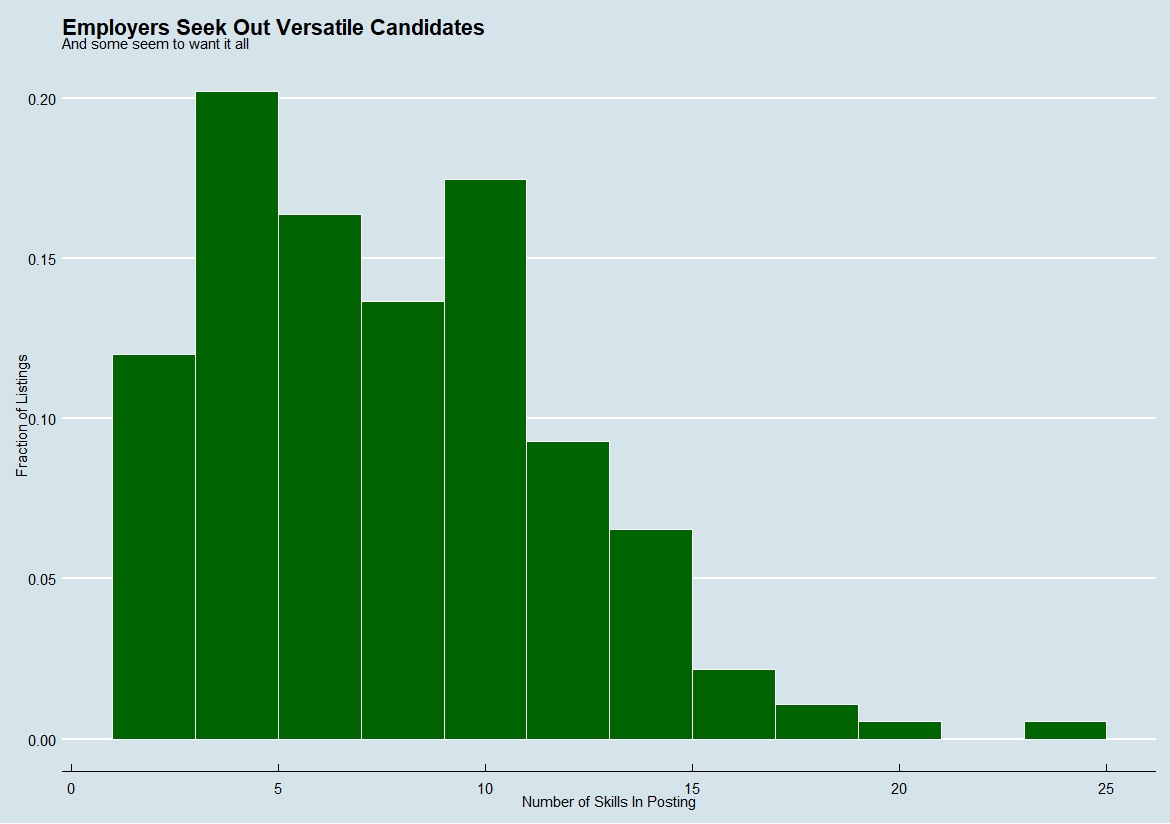 Employers Seek Out Versatile Candidates
And some seem to want it all
Fraction of Listings
0.20
0.15
0.10
0.05
0.00
0 5 10 15 20 25
Number of Skills In Posting